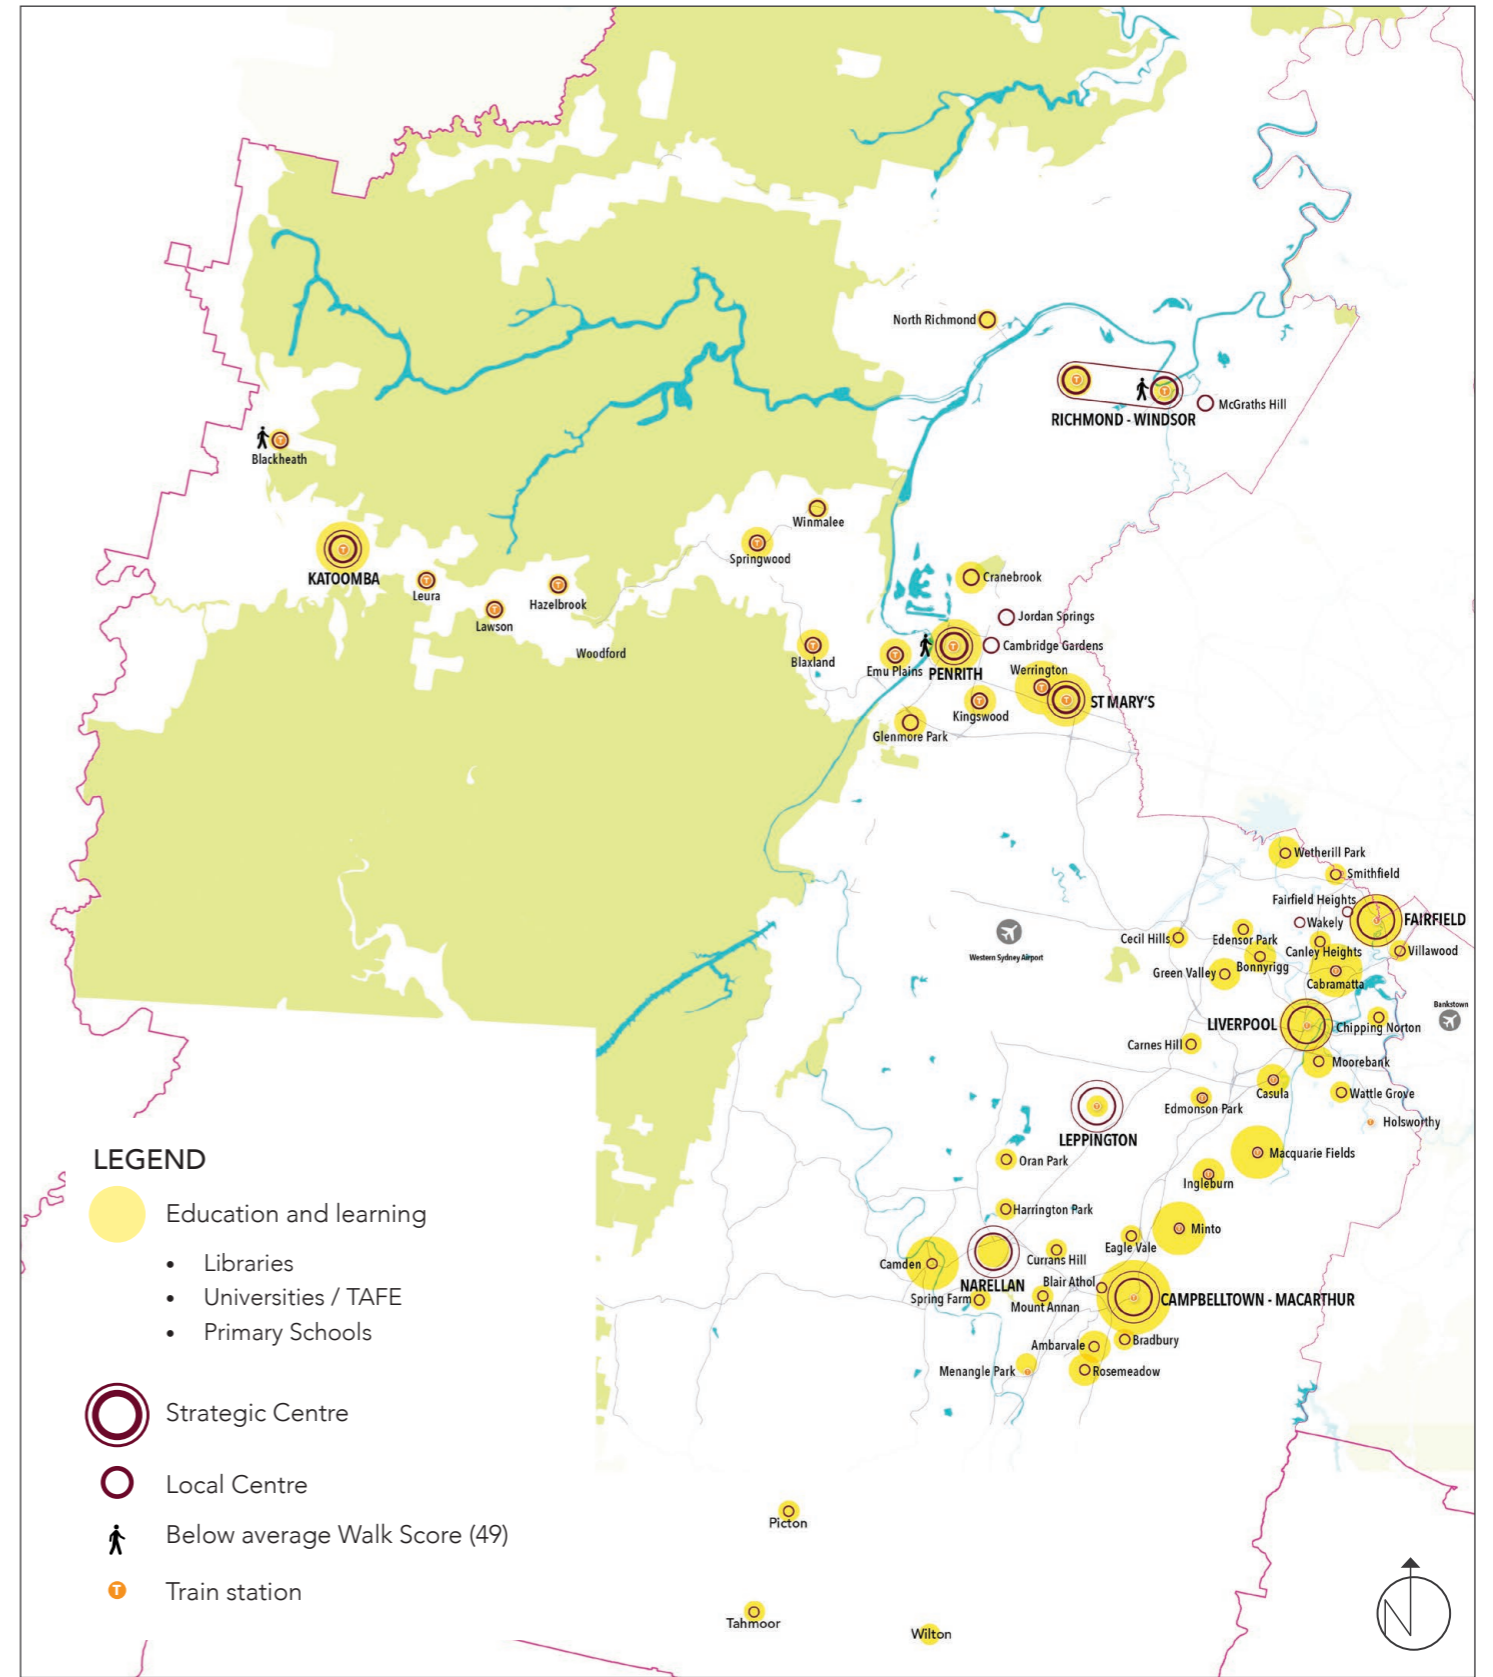 North Richmond
McGraths Hill
RICHMOND - WINDSOR
Blackheath
Winmalee
Springwood
KATOOMBA
Leura
Hazelbrook
Lawson
Woodford
Cranebrook
Jordan Springs
Cambridge Gardens
Blaxland
Emu Plains
PENRITH
Werrington
ST MARY'S
Kingswood
Glenmore Park
Wetherill Park
Smithfield
Fairfield Heights
Wakely
FAIRFIELD
Cecil Hills
Edensor Park
Canley Heights
Villawood
Western Sydney Airport
Green Valley
Bonnyrigg
Cabramatta
Bankstown
LIVERPOOL
Chipping Norton
Carnes Hill
Moorebank
Casula
Wattle Grove
Edmonson Park
Holsworthy
LEPPINGTON
Macquarie Fields
Oran Park
Ingleburn
Harrington Park
Minto
Eagle Vale
Camden
Currans Hill
NARELLAN
Blair Athol
Spring Farm
Mount Annan
CAMPBELLTOWN - MACARTHUR
Ambarvale
Bradbury
Menangle Park
Rosemeadow
Picton
Tahmoor
Wilton
LEGEND
Education and learning
• Libraries
• Universities / TAFE
• Primary Schools
Strategic Centre
Local Centre
Below average Walk Score (49)
T Train station
N